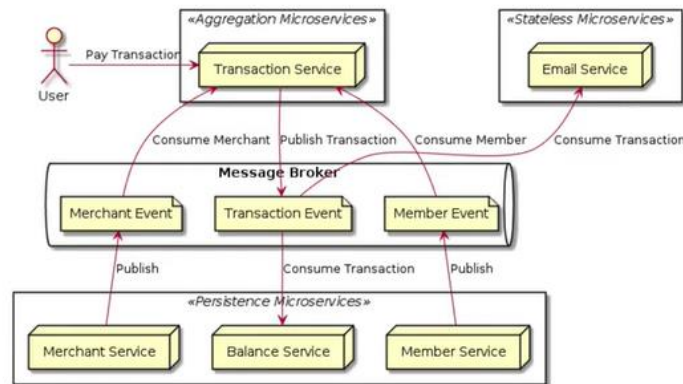 «Aggregation Microservices»
«Stateless Microservices»
Pay Transaction
Transaction Service
Email Service
User
Consume Merchant
Publish Transaction
Consume Member
Consume Transaction
Message Broker
Merchant Event
Transaction Event
Member Event
Publish
Consume Transaction
Publish
«Persistence Microservices»
Merchant Service
Balance Service
Member Service